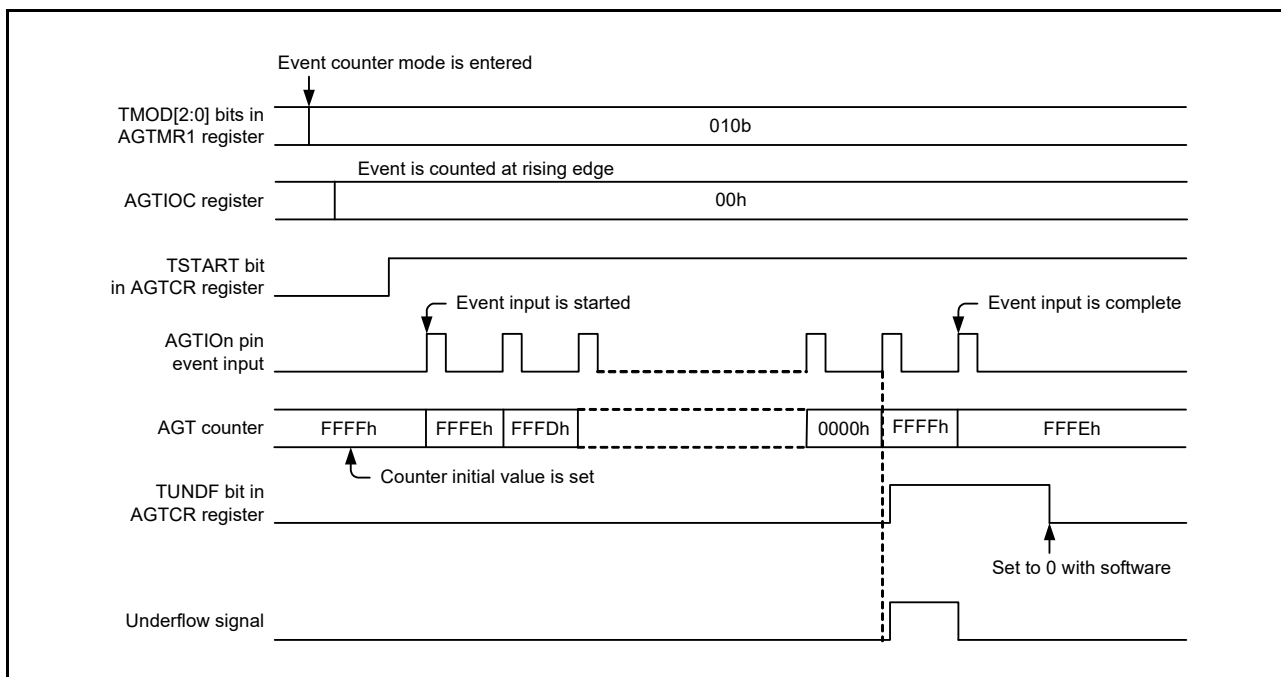 Event counter mode is entered
TMOD[2:0] bits in
AGTMR1 register
010b
Event is counted at rising edge
AGTIOC register
00h
TSTART bit
in AGTCR register
Event input is started
Event input is complete
AGTIOn pin
event input
AGT counter
FFFFh
FFFEh
FFFDh
0000h
FFFFh
FFFEh
Counter initial value is set
TUNDF bit in
AGTCR register
Set to 0 with software
Underflow signal